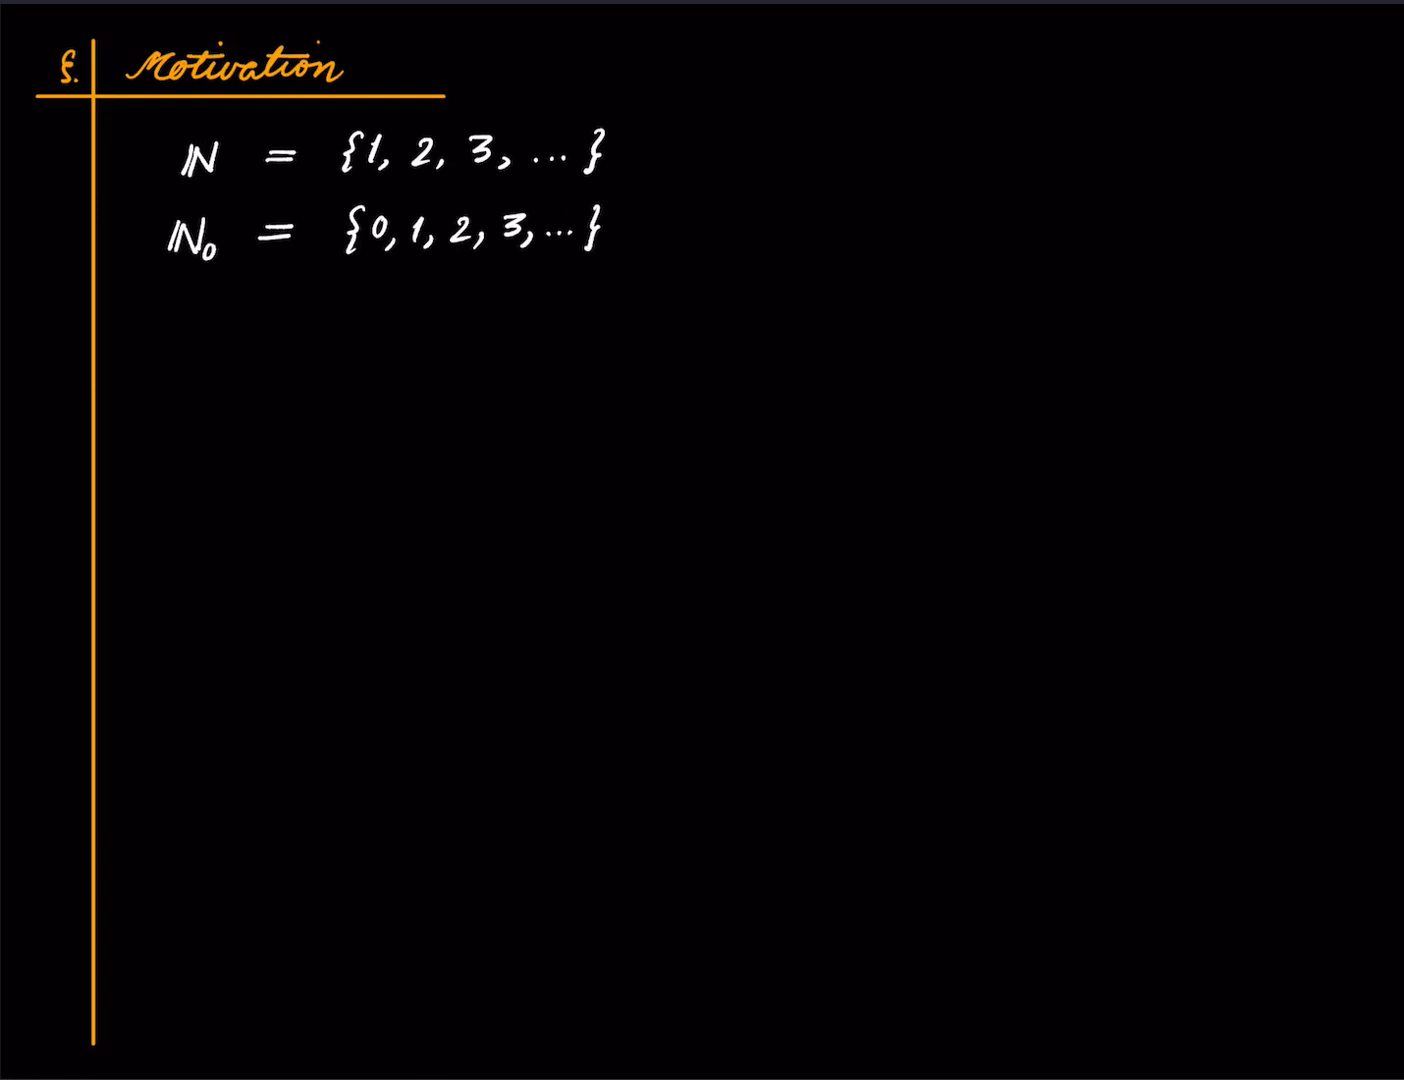 §. Motivation
ℕ = {1, 2, 3, ... }
ℕ₀ = {0, 1, 2, 3, ... }